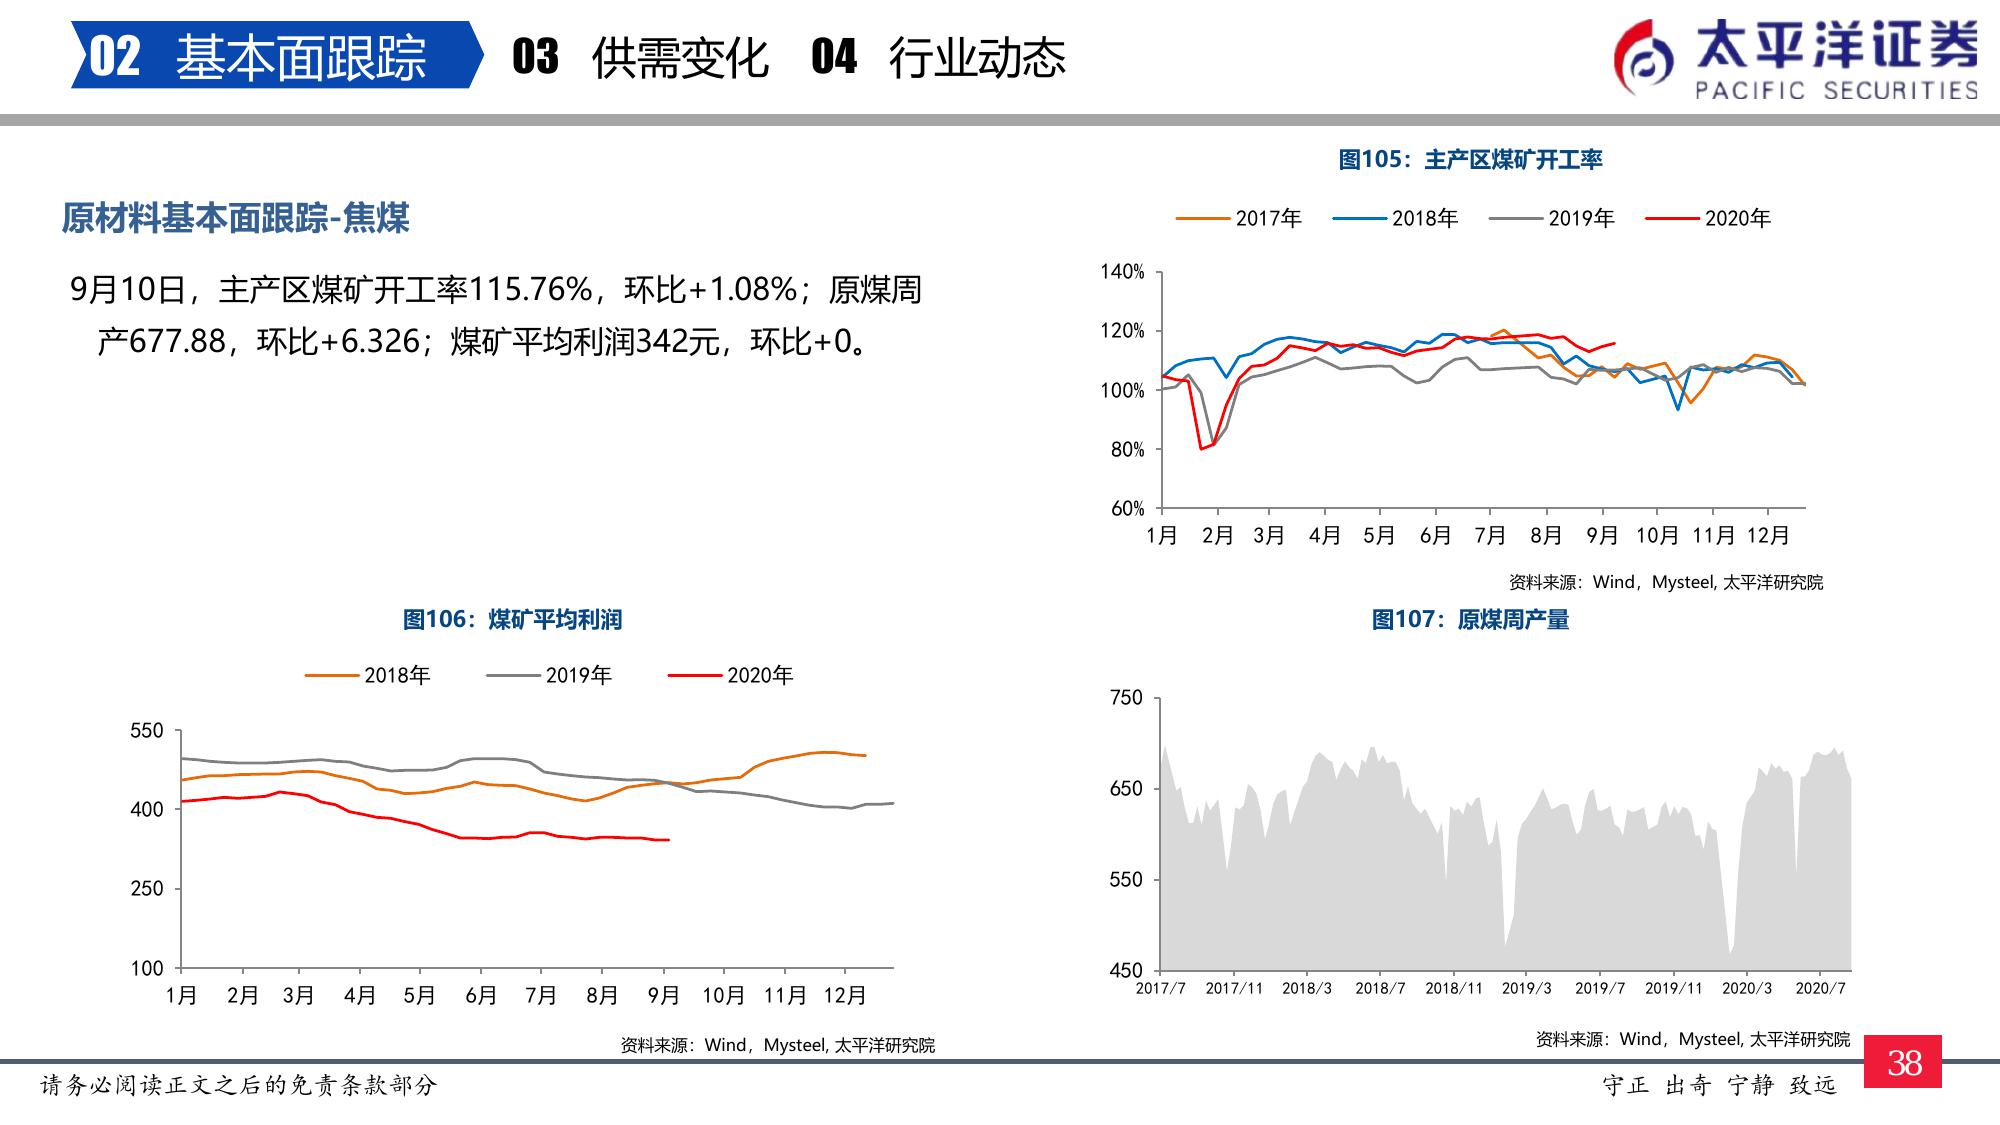 02 基本面跟踪 03 供需变化 04 行业动态
太平洋证券
PACIFIC SECURITIES
原材料基本面跟踪-焦煤
9月10日，主产区煤矿开工率115.76%，环比+1.08%；原煤周
产677.88，环比+6.326；煤矿平均利润342元，环比+0。
图105：主产区煤矿开工率
2017年 2018年 2019年 2020年
140%
120%
100%
80%
60%
1月 2月 3月 4月 5月 6月 7月 8月 9月 10月 11月 12月
资料来源：Wind，Mysteel, 太平洋研究院
图106：煤矿平均利润
2018年 2019年 2020年
550
400
250
100
1月 2月 3月 4月 5月 6月 7月 8月 9月 10月 11月 12月
资料来源：Wind，Mysteel, 太平洋研究院
图107：原煤周产量
750
650
550
450
2017/7 2017/11 2018/3 2018/7 2018/11 2019/3 2019/7 2019/11 2020/3 2020/7
资料来源：Wind，Mysteel, 太平洋研究院
请务必阅读正文之后的免责条款部分
守正 出奇 宁静 致远
38